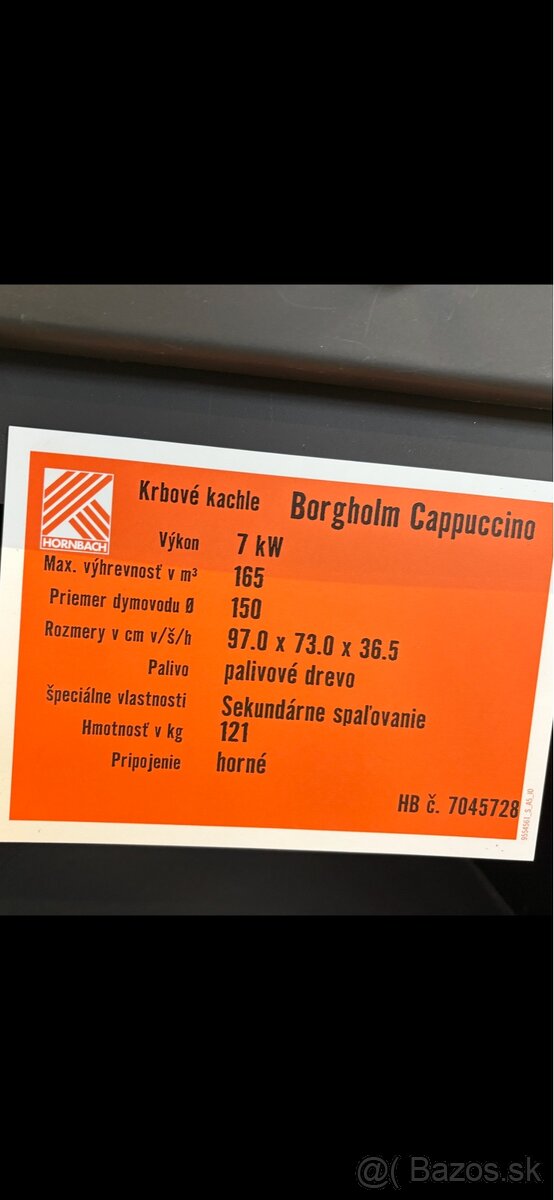 HORNBACH
Krbové kachle Borgholm Cappuccino
Výkon 7 kW
Max. výhrevnosť v m³ 165
Priemer dymovodu Ø 150
Rozmery v cm v/š/h 97.0 x 73.0 x 36.5
Palivo palivové drevo
špeciálne vlastnosti Sekundárne spaľovanie
Hmotnosť v kg 121
Pripojenie horné
HB č. 7045728
9554561_S_A5_I0
@( Bazos.sk